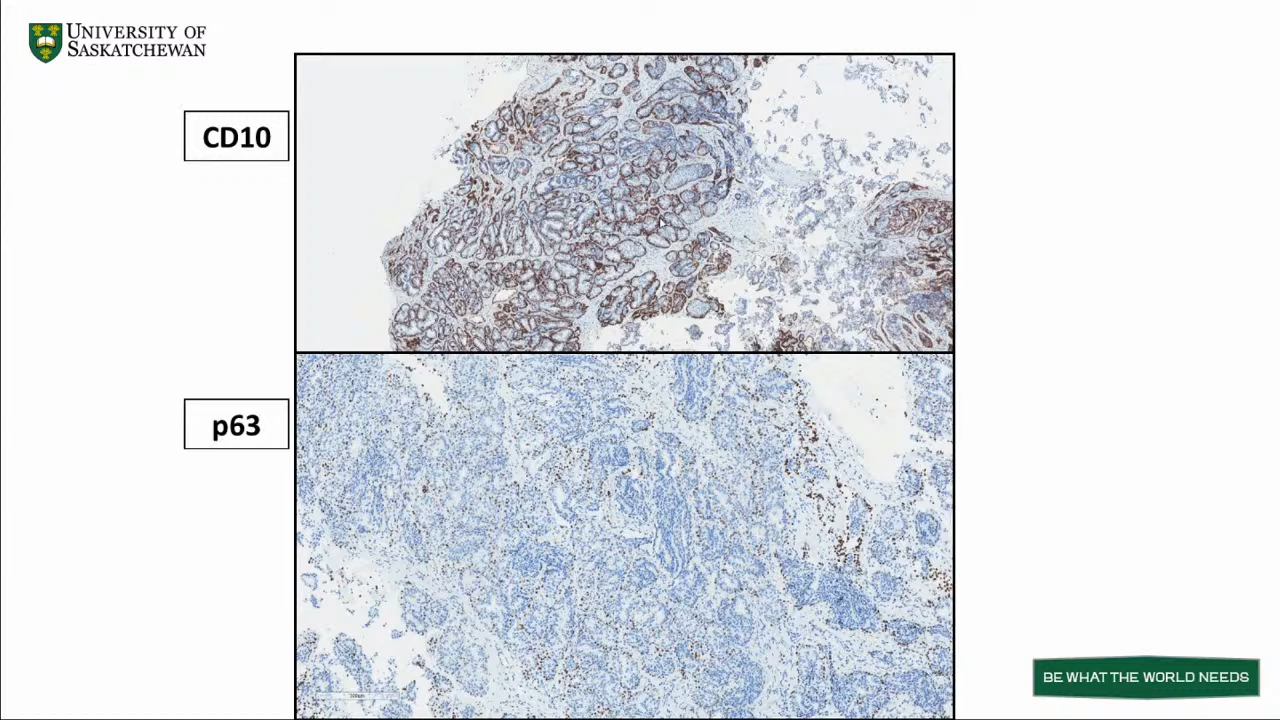 UNIVERSITY OF
SASKATCHEWAN
CD10
p63
BE WHAT THE WORLD NEEDS